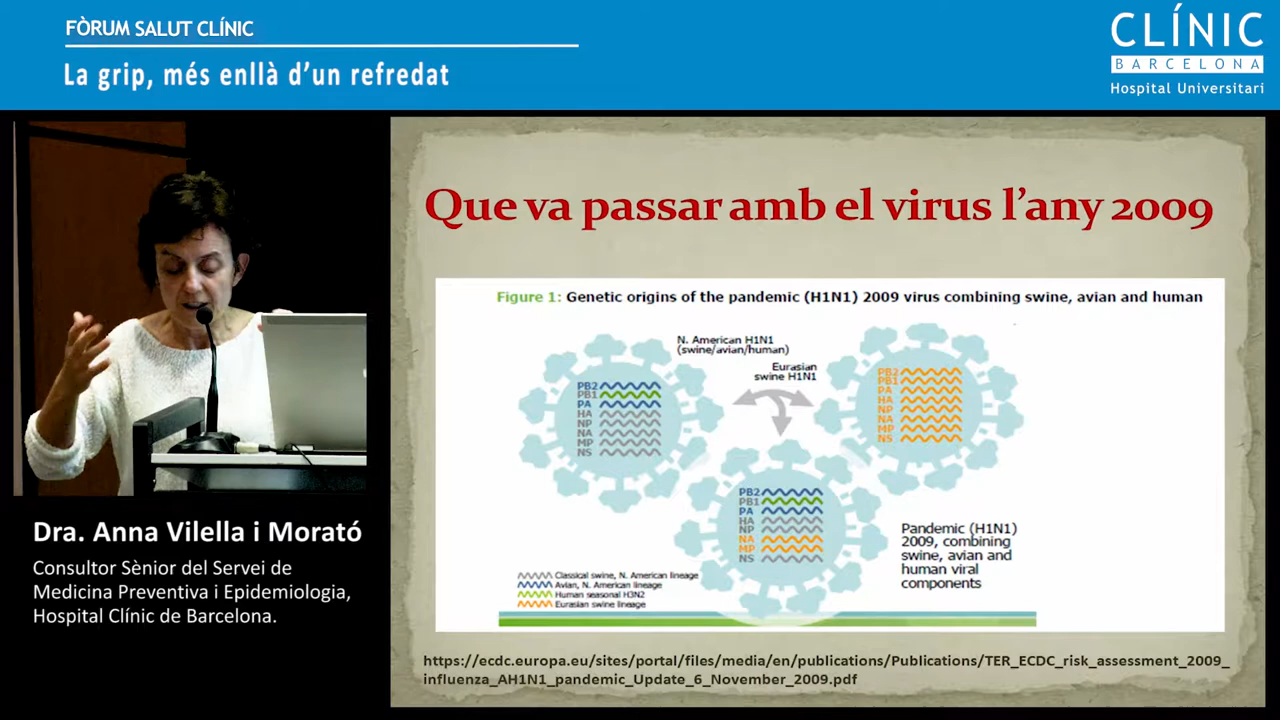 FÒRUM SALUT CLÍNIC
La grip, més enllà d'un refredat
CLÍNIC
BARCELONA
Hospital Universitari
Que va passar amb el virus l'any 2009
Figure 1: Genetic origins of the pandemic (H1N1) 2009 virus combining swine, avian and human
N. American H1N1
(swine/avian/human)
Eurasian
swine H1N1
PB2
PB1
PA
HA
NP
NA
MP
NS
PB2
PB1
PA
HA
NP
NA
MP
NS
PB2
PB1
PA
HA
NP
NA
MP
NS
Pandemic (H1N1)
2009, combining
swine, avian and
human viral
components
Classical swine, N. American lineage
Avian, N. American lineage
Human seasonal H3N2
Eurasian swine lineage
https://ecdc.europa.eu/sites/portal/files/media/en/publications/Publications/TER_ECDC_risk_assessment_2009_
influenza_AH1N1_pandemic_Update_6_November_2009.pdf
Dra. Anna Vilella i Morató
Consultor Sènior del Servei de
Medicina Preventiva i Epidemiologia,
Hospital Clínic de Barcelona.